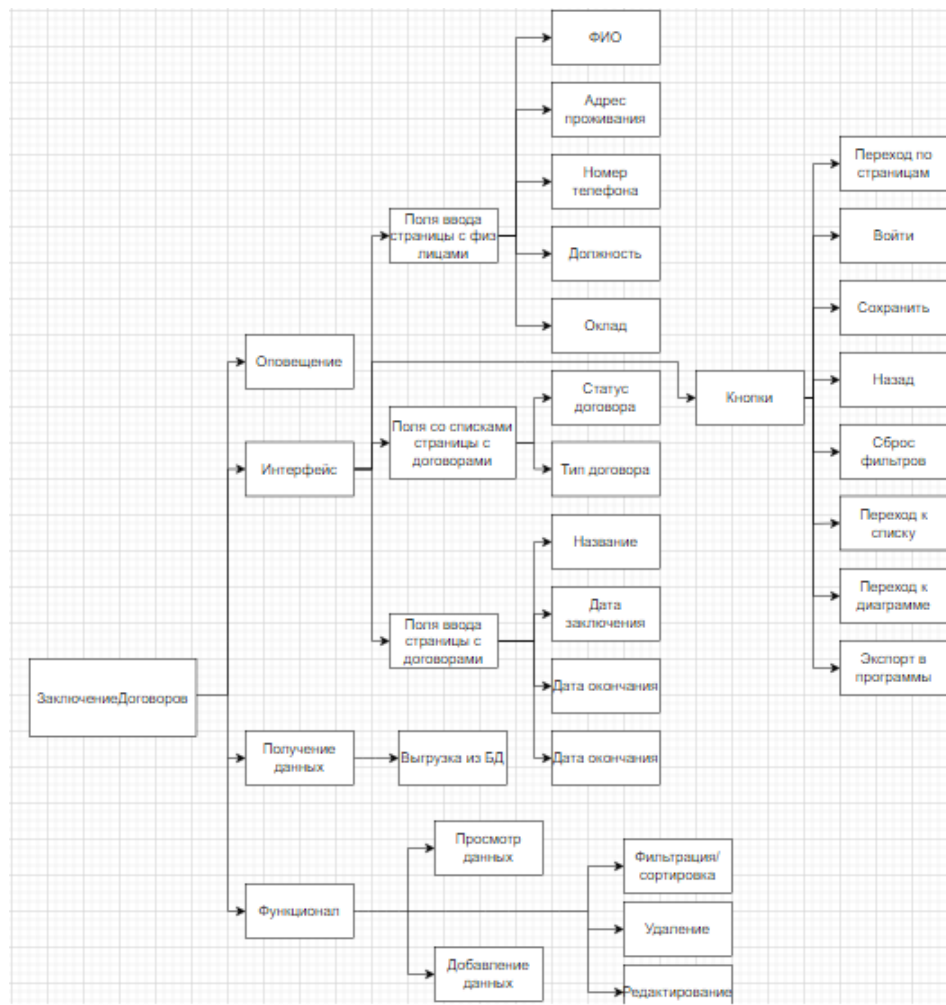 ФИО
Адрес
проживания
Номер
телефона
Должность
Оклад
Поля ввода
страницы с физ
лицами
Оповещение
Интерфейс
Поля со списками
страницы с
договорами
Статус
договора
Тип договора
Название
Дата
заключения
Дата окончания
Дата окончания
Поля ввода
страницы с
договорами
Кнопки
Переход по
страницам
Войти
Сохранить
Назад
Сброс
фильтров
Переход к
списку
Переход к
диаграмме
Экспорт в
программы
ЗаключениеДоговоров
Получение
данных
Выгрузка из БД
Функционал
Просмотр
данных
Добавление
данных
Фильтрация/
сортировка
Удаление
Редактирование